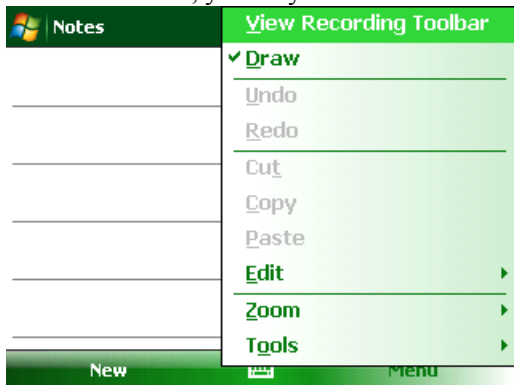 Notes
View Recording Toolbar
Draw
Undo
Redo
Cut
Copy
Paste
Edit
Zoom
Tools
New
Menu